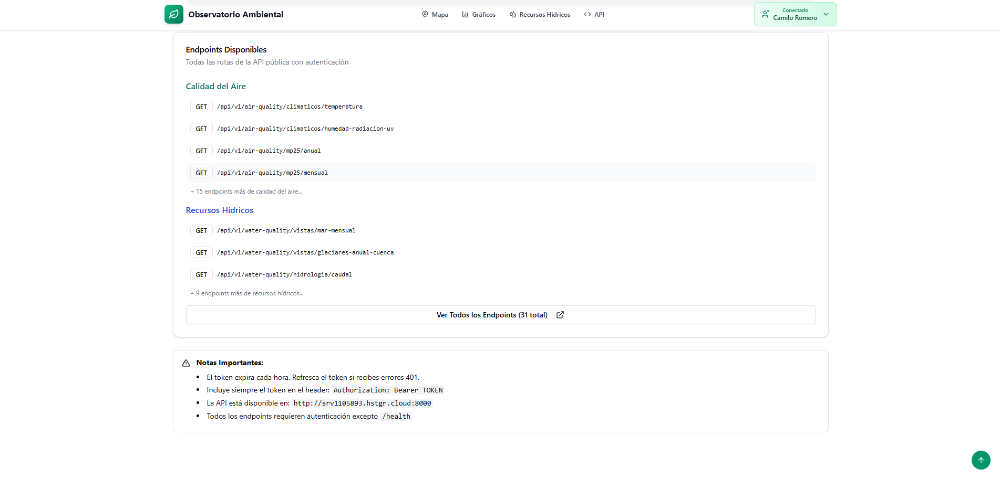 Observatorio Ambiental
Mapa
Gráficos
Recursos Hídricos
API
Conectado
Camilo Romero
Endpoints Disponibles
Todas las rutas de la API pública con autenticación
Calidad del Aire
GET /api/v1/air-quality/climaticos/temperatura
GET /api/v1/air-quality/climaticos/humedad-radiacion-uv
GET /api/v1/air-quality/mp25/anual
GET /api/v1/air-quality/mp25/mensual
+ 15 endpoints más de calidad del aire...
Recursos Hídricos
GET /api/v1/water-quality/vistas/mar-mensual
GET /api/v1/water-quality/vistas/glaciares-anual-cuenca
GET /api/v1/water-quality/hidrologia/caudal
+ 9 endpoints más de recursos hídricos...
Ver Todos los Endpoints (31 total)
Notas Importantes:
• El token expira cada hora. Refresca el token si recibes errores 401.
• Incluye siempre el token en el header: Authorization: Bearer TOKEN
• La API está disponible en: http://srv1105893.hstgr.cloud:8000
• Todos los endpoints requieren autenticación excepto /health